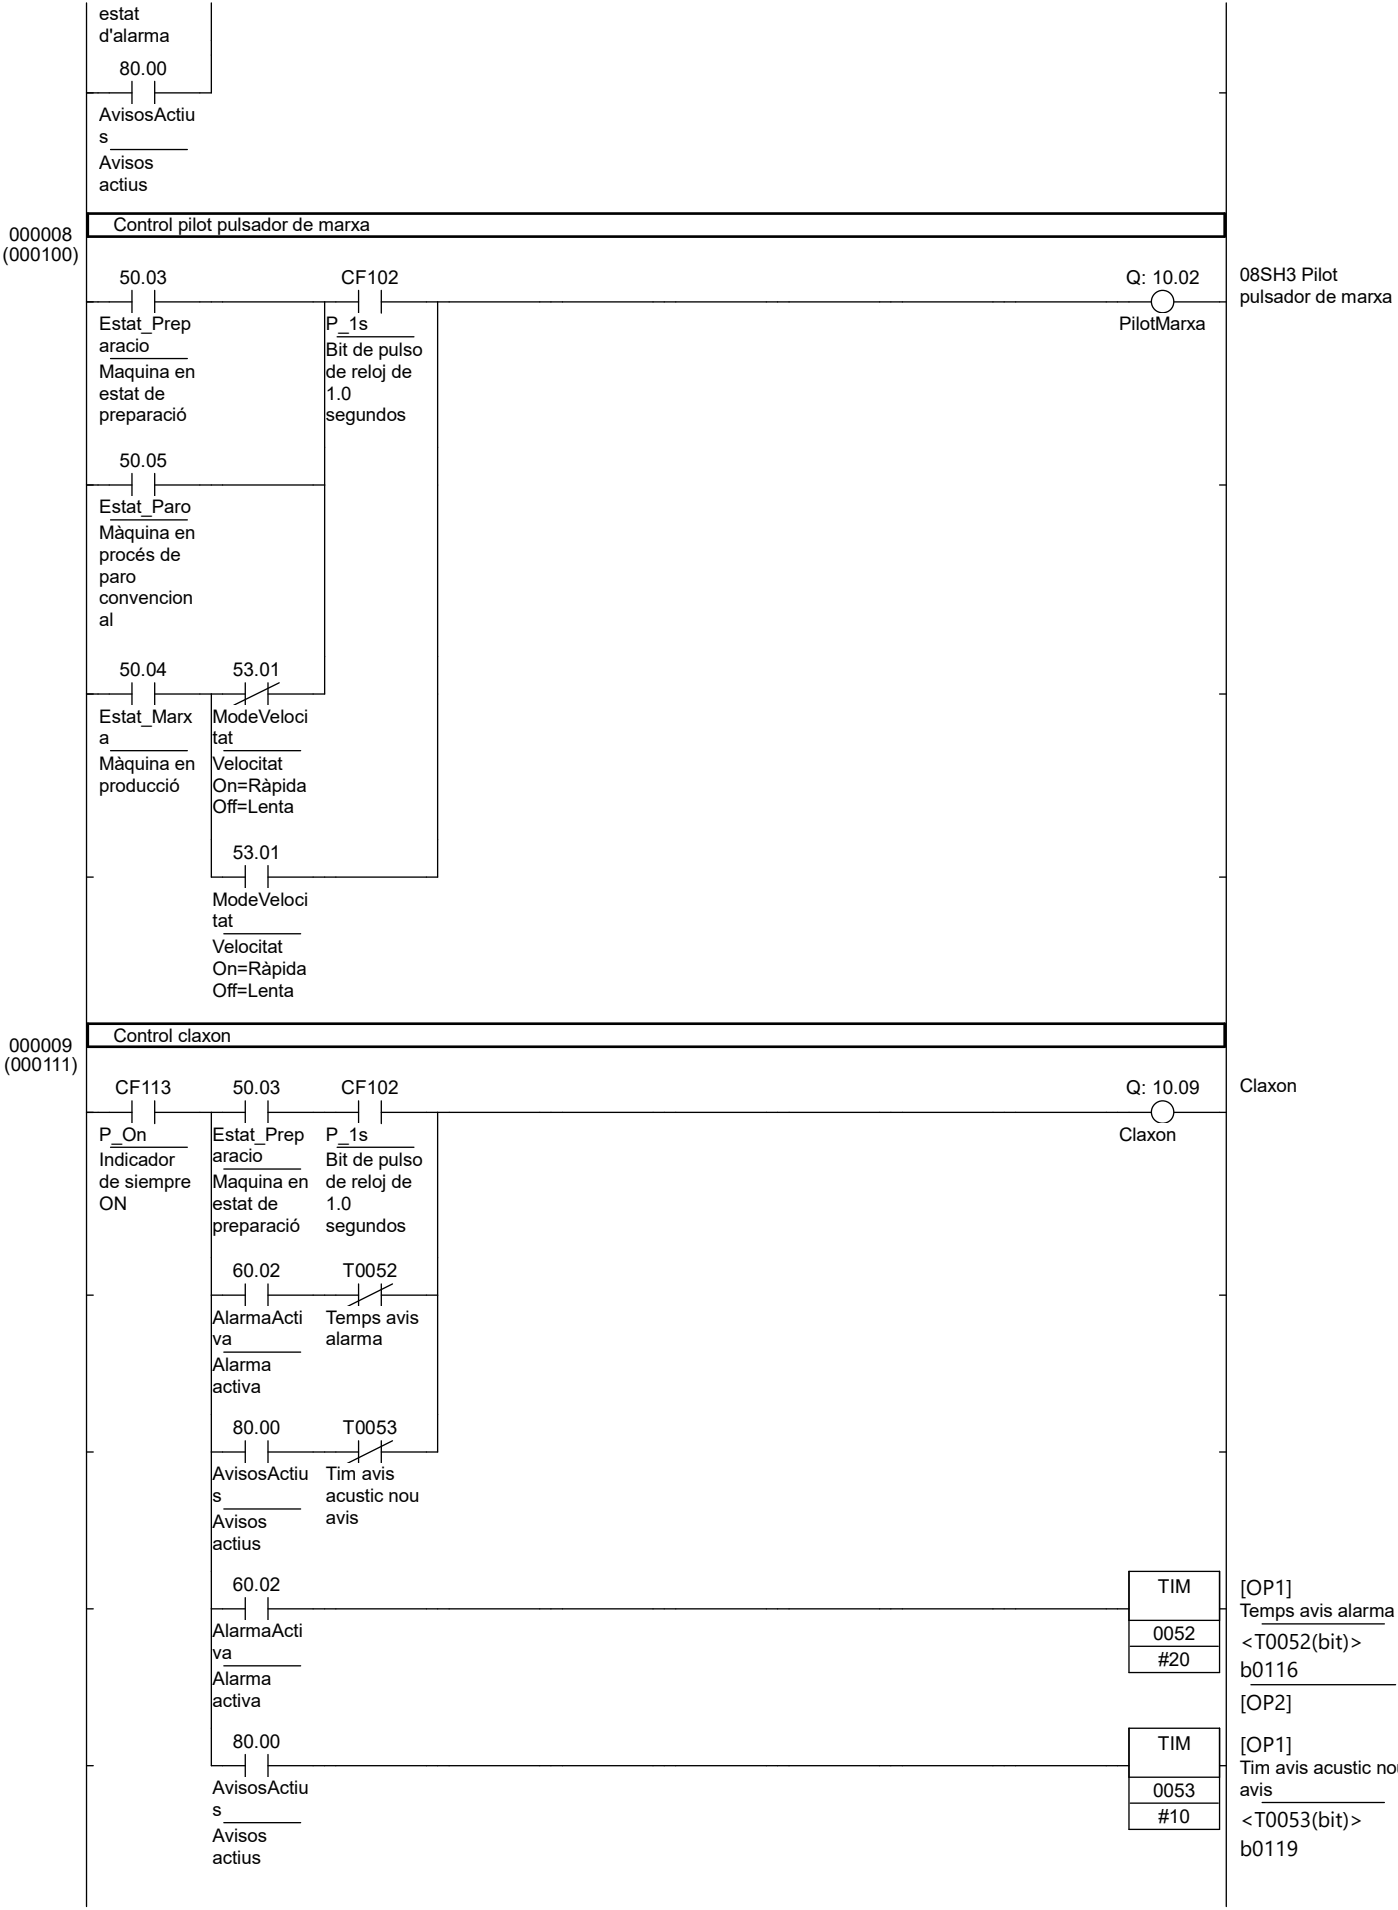 estat
d'alarma
80.00
AvisosActiu
s
Avisos
actius
000008
(000100)
Control pilot pulsador de marxa
50.03
Estat_Prep
aracio
Maquina en
estat de
preparació
CF102
P_1s
Bit de pulso
de reloj de
1.0
segundos
Q: 10.02
PilotMarxa
08SH3 Pilot
pulsador de marxa
50.05
Estat_Paro
Màquina en
procés de
paro
convencion
al
50.04
Estat_Marx
a
Màquina en
producció
53.01
ModeVeloci
tat
Velocitat
On=Ràpida
Off=Lenta
53.01
ModeVeloci
tat
Velocitat
On=Ràpida
Off=Lenta
000009
(000111)
Control claxon
CF113
P_On
Indicador
de siempre
ON
50.03
Estat_Prep
aracio
Maquina en
estat de
preparació
CF102
P_1s
Bit de pulso
de reloj de
1.0
segundos
Q: 10.09
Claxon
Claxon
60.02
AlarmaActi
va
Alarma
activa
T0052
Temps avis
alarma
80.00
AvisosActiu
s
Avisos
actius
T0053
Tim avis
acustic nou
avis
60.02
AlarmaActi
va
Alarma
activa
TIM
0052
#20
[OP1]
Temps avis alarma
<T0052(bit)>
b0116
[OP2]
80.00
AvisosActiu
s
Avisos
actius
TIM
0053
#10
[OP1]
Tim avis acustic nou
avis
<T0053(bit)>
b0119